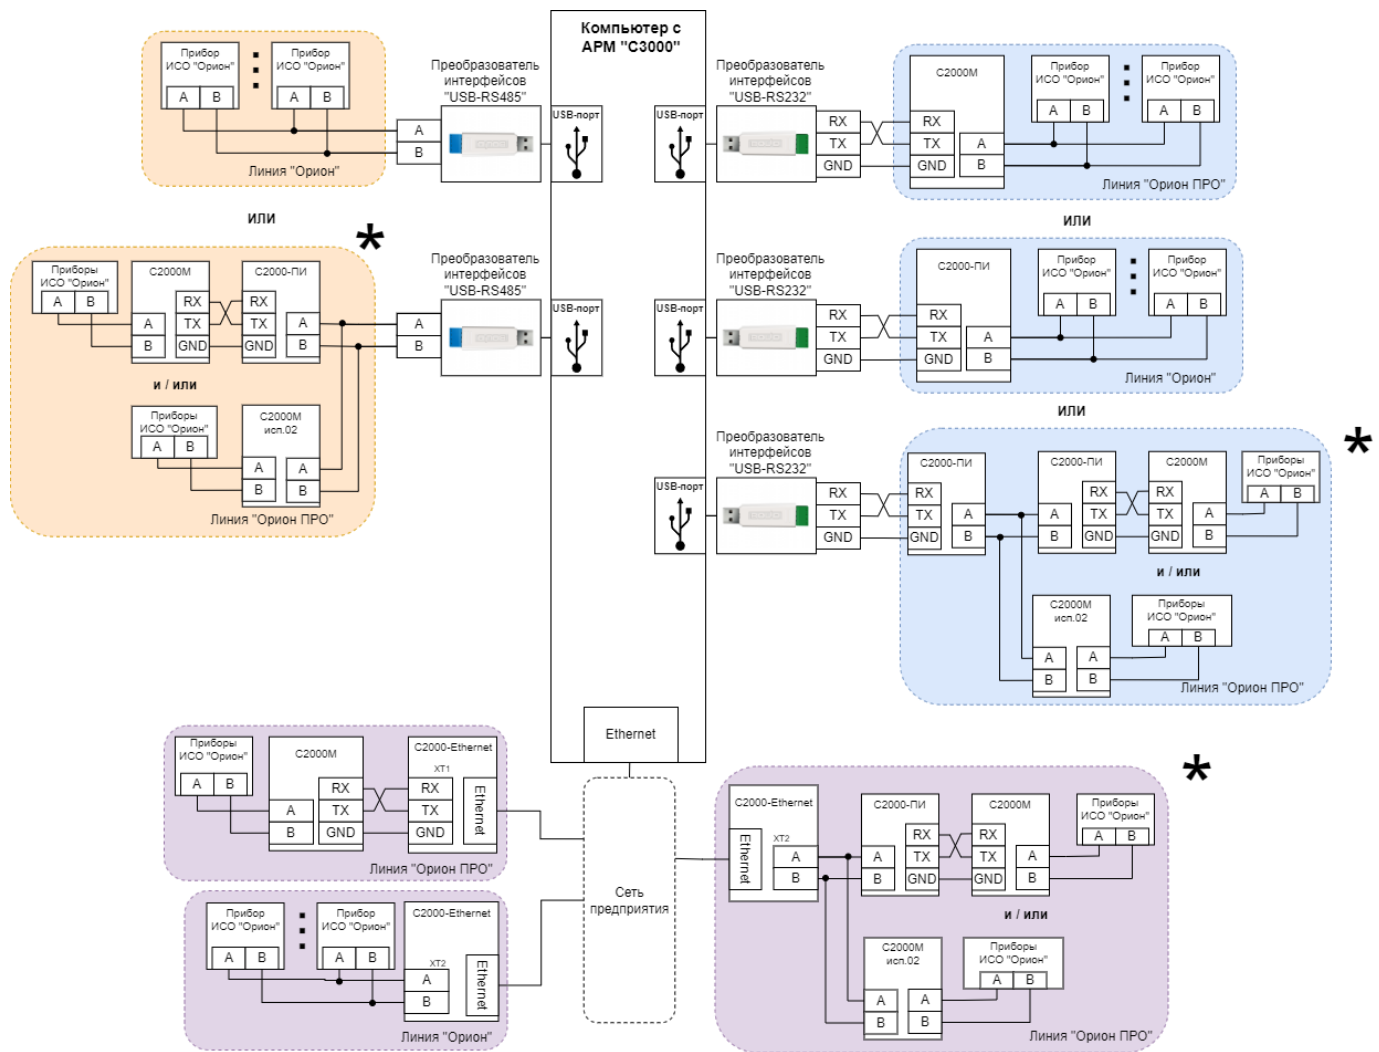 Компьютер с
АРМ "С3000"
Прибор
ИСО "Орион"
A B
Прибор
ИСО "Орион"
A B
Линия "Орион"
Преобразователь
интерфейсов
"USB-RS485"
A
B
USB-порт
или
*
Приборы
ИСО "Орион"
A B
С2000М
RX
TX
GND
A
B
С2000-ПИ
RX
TX
GND
A
B
и / или
Приборы
ИСО "Орион"
A B
С2000М
исп.02
A
B
A
B
Линия "Орион ПРО"
Преобразователь
интерфейсов
"USB-RS485"
A
B
USB-порт
USB-порт
Преобразователь
интерфейсов
"USB-RS232"
RX
TX
GND
С2000М
RX
TX
GND
A
B
Прибор
ИСО "Орион"
A B
Прибор
ИСО "Орион"
A B
Линия "Орион ПРО"
или
USB-порт
Преобразователь
интерфейсов
"USB-RS232"
RX
TX
GND
С2000-ПИ
RX
TX
GND
A
B
Прибор
ИСО "Орион"
A B
Прибор
ИСО "Орион"
A B
Линия "Орион"
или
*
USB-порт
Преобразователь
интерфейсов
"USB-RS232"
RX
TX
GND
С2000-ПИ
RX
TX
GND
A
B
С2000-ПИ
A
B
RX
TX
GND
С2000М
RX
TX
GND
A
B
Приборы
ИСО "Орион"
A B
и / или
С2000М
исп.02
A
B
A
B
Приборы
ИСО "Орион"
A B
Линия "Орион ПРО"
Ethernet
Сеть
предприятия
Приборы
ИСО "Орион"
A B
С2000М
A
B
RX
TX
GND
С2000-Ethernet
XT1
RX
TX
GND
Ethernet
Линия "Орион ПРО"
Прибор
ИСО "Орион"
A B
Прибор
ИСО "Орион"
A B
С2000-Ethernet
XT2
A
B
Ethernet
Линия "Орион"
*
С2000-Ethernet
Ethernet
XT2
A
B
С2000-ПИ
A
B
RX
TX
GND
С2000М
RX
TX
GND
A
B
Приборы
ИСО "Орион"
A B
и / или
С2000М
исп.02
A
B
A
B
Приборы
ИСО "Орион"
A B
Линия "Орион ПРО"